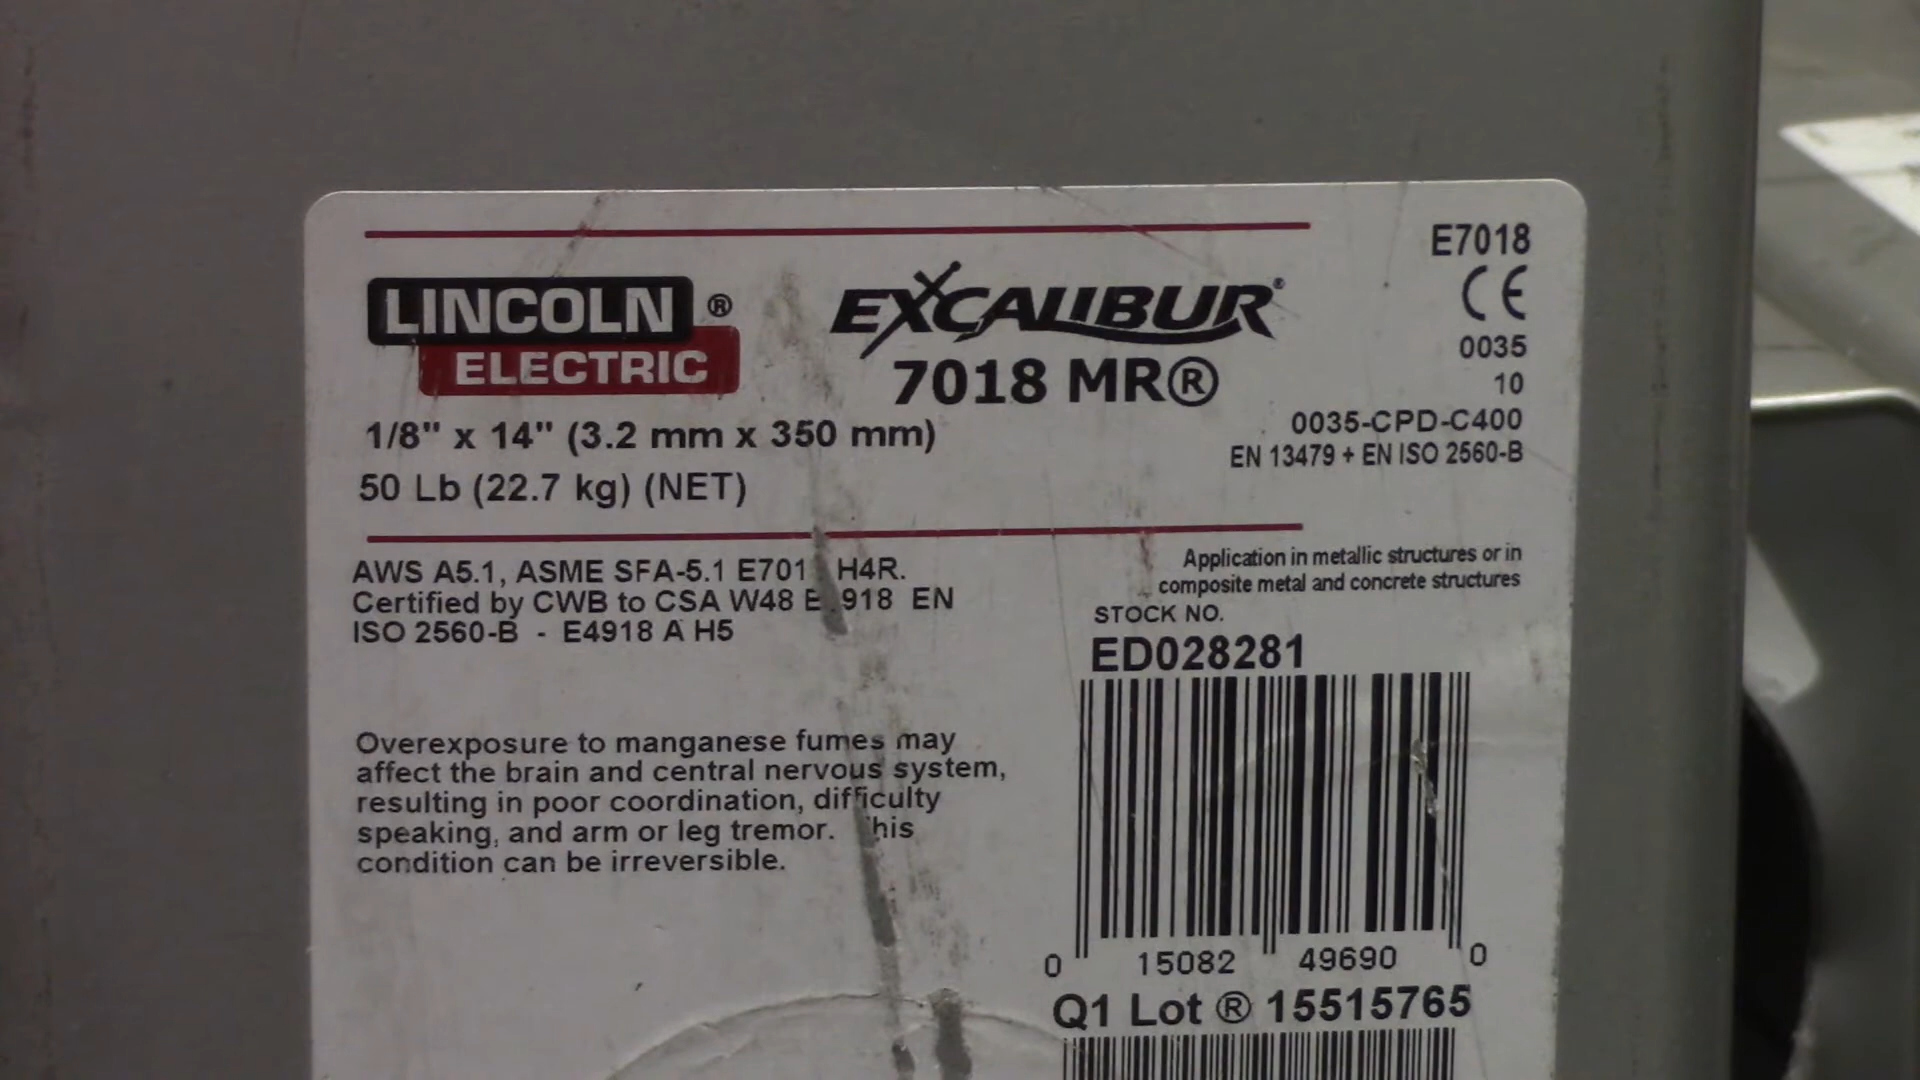 LINCOLN ®
ELECTRIC
EXCALIBUR®
7018 MR®
1/8" x 14" (3.2 mm x 350 mm)
50 Lb (22.7 kg) (NET)
E7018
CE
0035
10
0035-CPD-C400
EN 13479 + EN ISO 2560-B
AWS A5.1, ASME SFA-5.1 E701 H4R.
Certified by CWB to CSA W48 E 918 EN
ISO 2560-B - E4918 A H5
Application in metallic structures or in
composite metal and concrete structures
STOCK NO.
ED028281
Overexposure to manganese fumes may
affect the brain and central nervous system,
resulting in poor coordination, difficulty
speaking, and arm or leg tremor. This
condition can be irreversible.
0 15082 49690 0
Q1 Lot ® 15515765